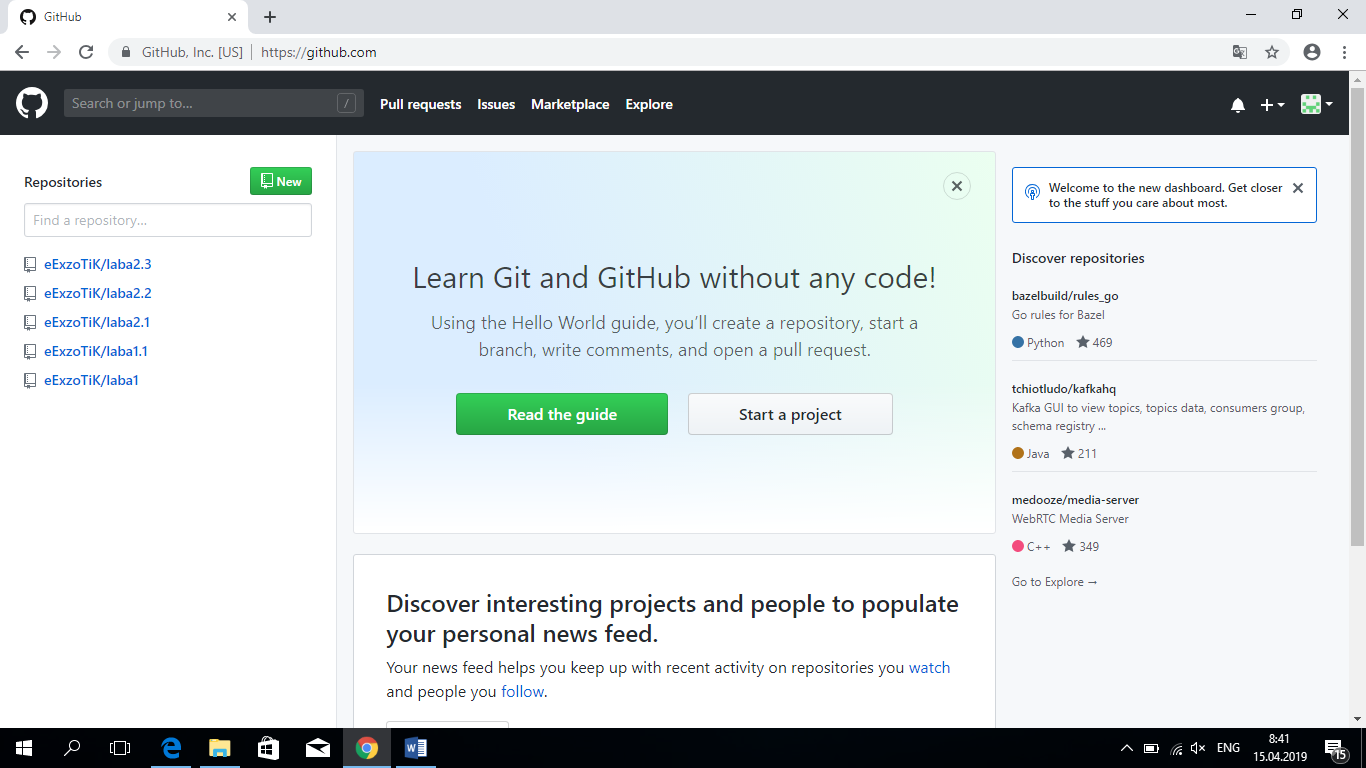 GitHub
GitHub, Inc. [US]
https://github.com
Search or jump to...
/
Pull requests
Issues
Marketplace
Explore
Repositories
New
Find a repository...
eExzoTiK/laba2.3
eExzoTiK/laba2.2
eExzoTiK/laba2.1
eExzoTiK/laba1.1
eExzoTiK/laba1
Learn Git and GitHub without any code!
Using the Hello World guide, you’ll create a repository, start a
branch, write comments, and open a pull request.
Read the guide
Start a project
Discover interesting projects and people to populate
your personal news feed.
Your news feed helps you keep up with recent activity on repositories you watch
and people you follow.
Welcome to the new dashboard. Get closer
to the stuff you care about most.
Discover repositories
bazelbuild/rules_go
Go rules for Bazel
Python 469
tchiotludo/kafkahq
Kafka GUI to view topics, topics data, consumers group,
schema registry ...
Java 211
medooze/media-server
WebRTC Media Server
C++ 349
Go to Explore →
ENG
8:41
15.04.2019
15